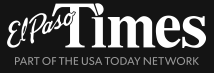 El Paso Times
PART OF THE USA TODAY NETWORK